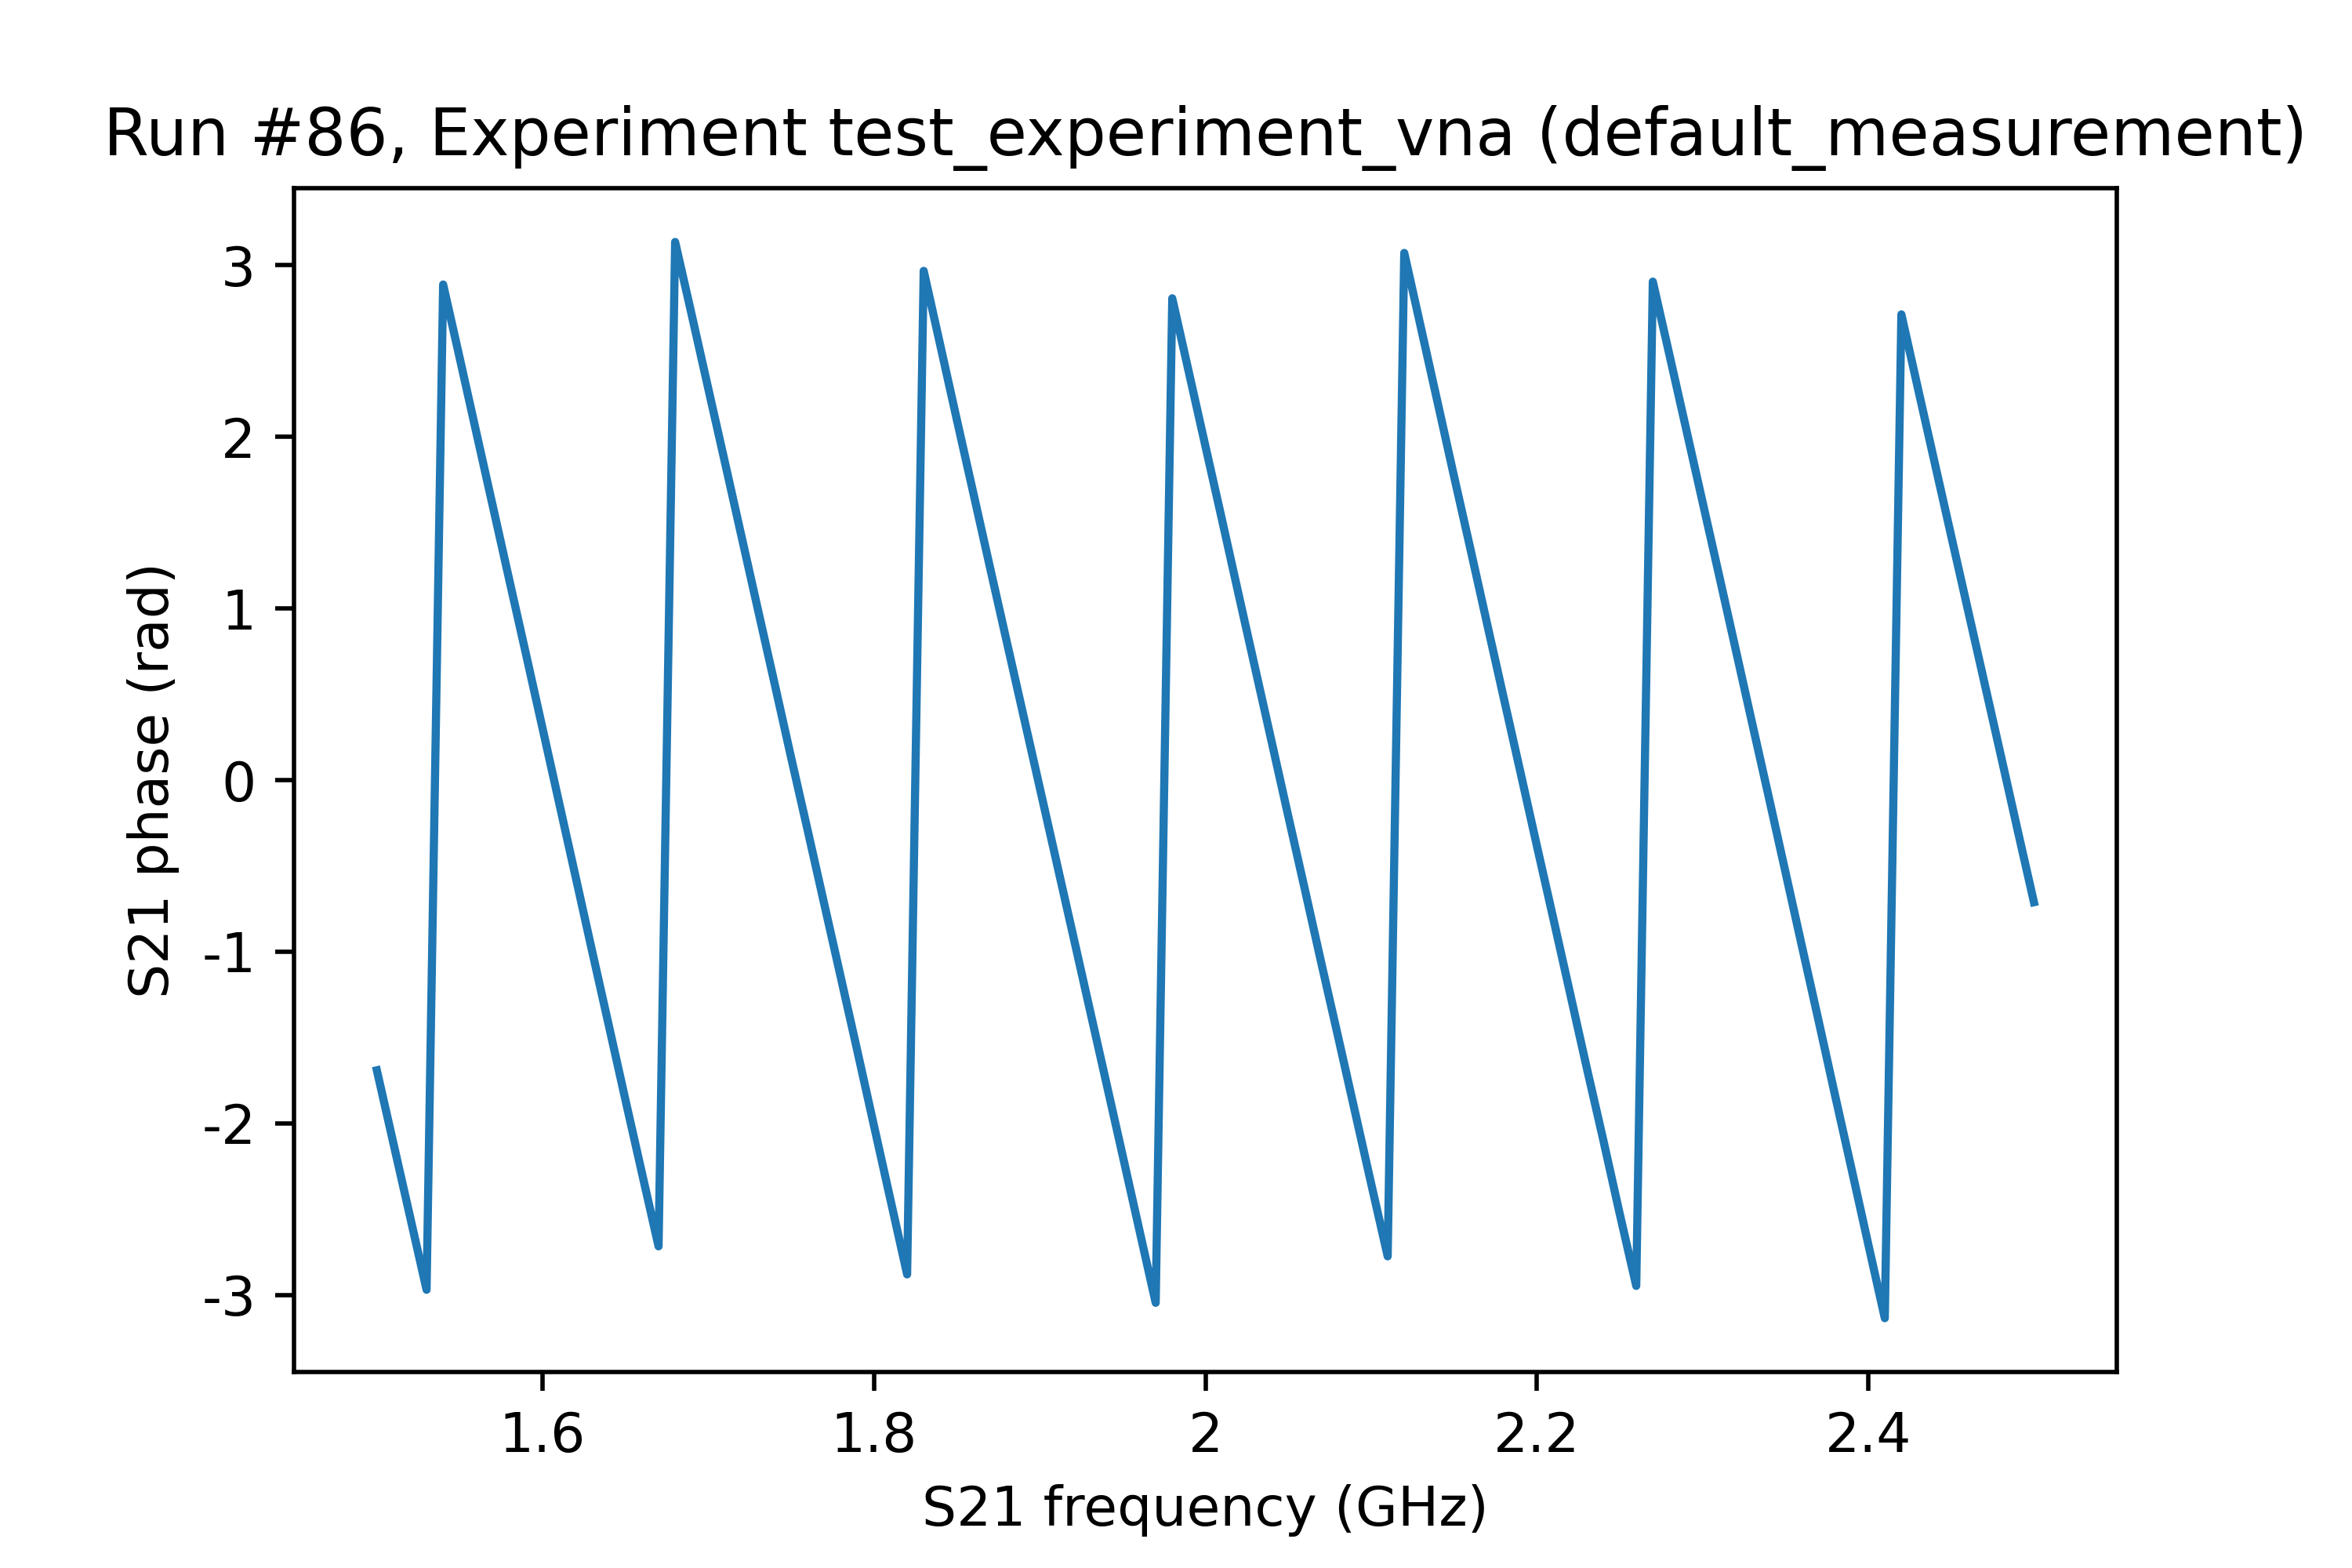 Run #86, Experiment test_experiment_vna (default_measurement)
3
2
1
0
-1
-2
-3
S21 phase (rad)
1.6 1.8 2 2.2 2.4
S21 frequency (GHz)